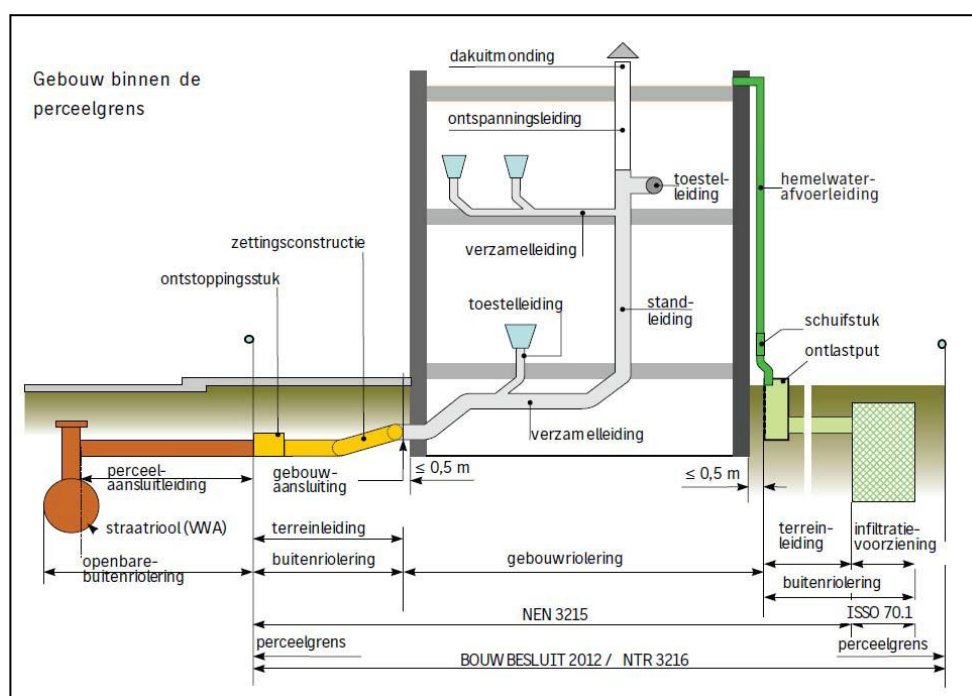 Gebouw binnen de
perceelgrens
dakuitmonding
ontspanningsleiding
toestel-
leiding
hemelwater-
afvoerleiding
verzamelleiding
zettingsconstructie
ontstoppingsstuk
toestelleiding
stand-
leiding
schuifstuk
ontlastput
verzamelleiding
≤ 0,5 m
≤ 0,5 m
perceel-
aansluitleiding
gebouw-
aansluiting
straatriool (VWA)
terreinleiding
terrein-
leiding
infiltratie-
voorziening
openbare-
buitenriolering
buitenriolering
gebouwriolering
buitenriolering
NEN 3215
ISSO 70.1
perceelgrens
perceelgrens
BOUW BESLUIT 2012 / NTR 3216